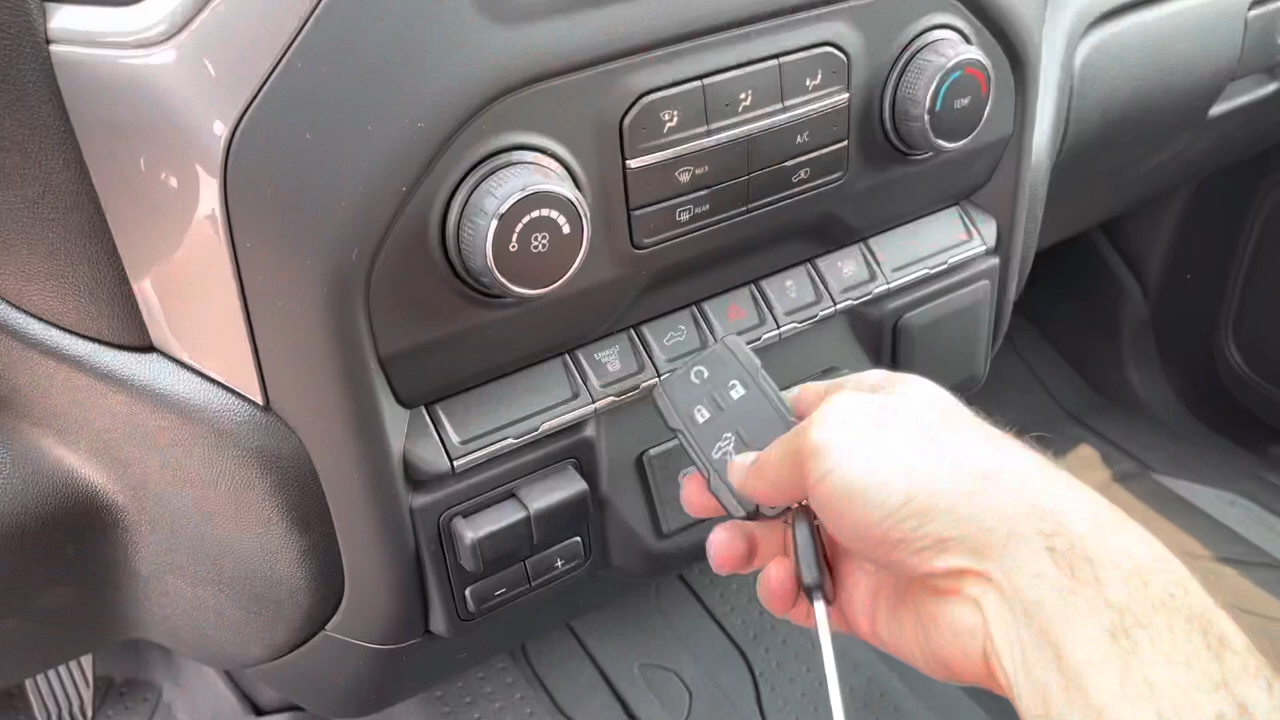 TEMP
A/C
MAX
REAR
EXHAUST
BRAKE
+
−